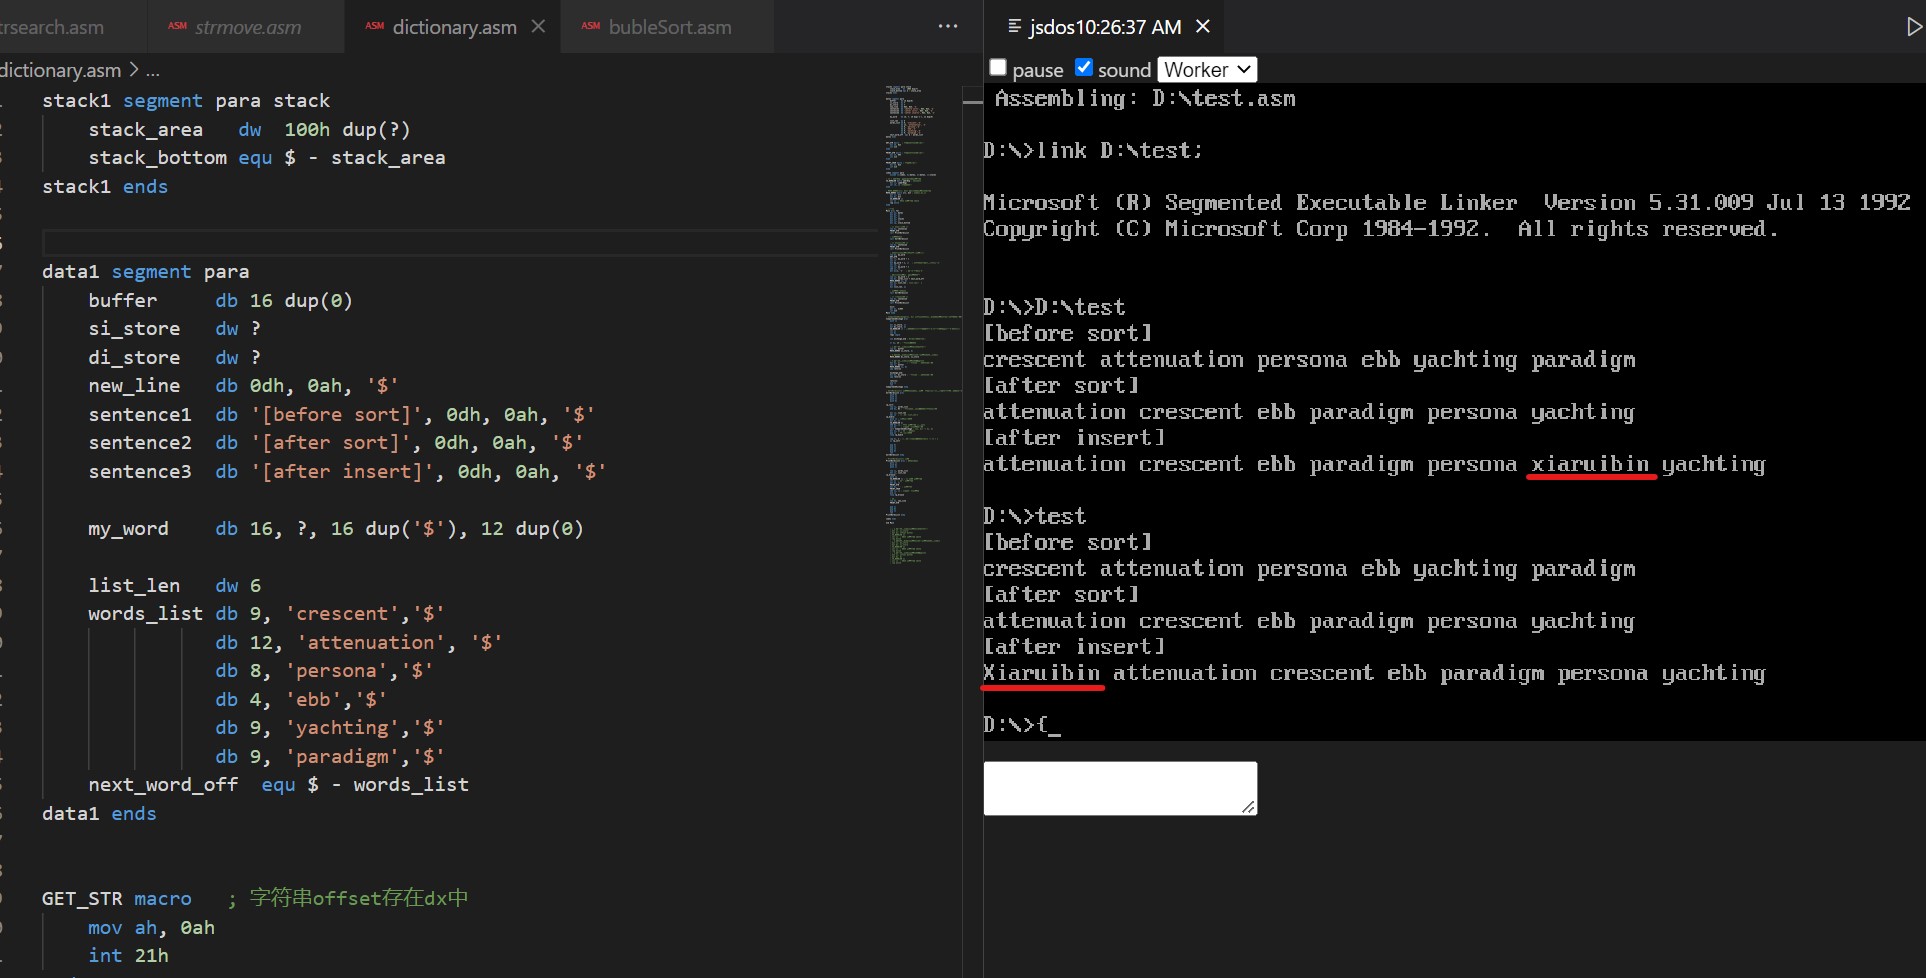 trsearch.asm
ASM strmove.asm
ASM dictionary.asm
ASM bubleSort.asm
dictionary.asm > ...
stack1 segment para stack
stack_area dw 100h dup(?)
stack_bottom equ $ - stack_area
stack1 ends
data1 segment para
buffer db 16 dup(0)
si_store dw ?
di_store dw ?
new_line db 0dh, 0ah, '$'
sentence1 db '[before sort]', 0dh, 0ah, '$'
sentence2 db '[after sort]', 0dh, 0ah, '$'
sentence3 db '[after insert]', 0dh, 0ah, '$'
my_word db 16, ?, 16 dup('$'), 12 dup(0)
list_len dw 6
words_list db 9, 'crescent','$'
db 12, 'attenuation', '$'
db 8, 'persona','$'
db 4, 'ebb','$'
db 9, 'yachting','$'
db 9, 'paradigm','$'
next_word_off equ $ - words_list
data1 ends
GET_STR macro ; 字符串offset存在dx中
mov ah, 0ah
int 21h
jsdos10:26:37 AM
pause sound Worker
Assembling: D:\test.asm
D:\>link D:\test;
Microsoft (R) Segmented Executable Linker Version 5.31.009 Jul 13 1992
Copyright (C) Microsoft Corp 1984-1992. All rights reserved.
D:\>D:\test
[before sort]
crescent attenuation persona ebb yachting paradigm
[after sort]
attenuation crescent ebb paradigm persona yachting
[after insert]
attenuation crescent ebb paradigm persona xiaruibin yachting
D:\>test
[before sort]
crescent attenuation persona ebb yachting paradigm
[after sort]
attenuation crescent ebb paradigm persona yachting
[after insert]
Xiaruibin attenuation crescent ebb paradigm persona yachting
D:\>{_